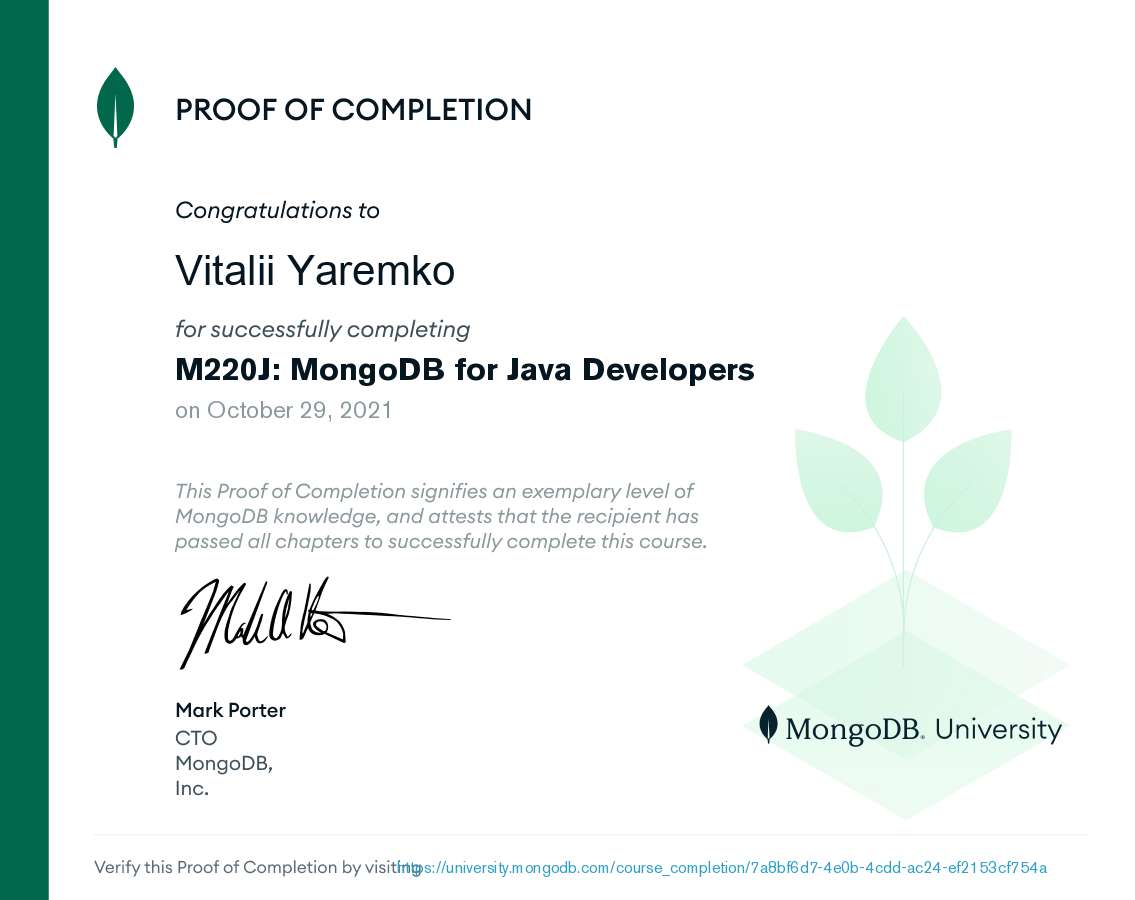 PROOF OF COMPLETION
Congratulations to
Vitalii Yaremko
for successfully completing
M220J: MongoDB for Java Developers
on October 29, 2021
This Proof of Completion signifies an exemplary level of
MongoDB knowledge, and attests that the recipient has
passed all chapters to successfully complete this course.
Mark Porter
CTO
MongoDB,
Inc.
MongoDB. University
Verify this Proof of Completion by visiting https://university.mongodb.com/course_completion/7a8bf6d7-4e0b-4cdd-ac24-ef2153cf754a